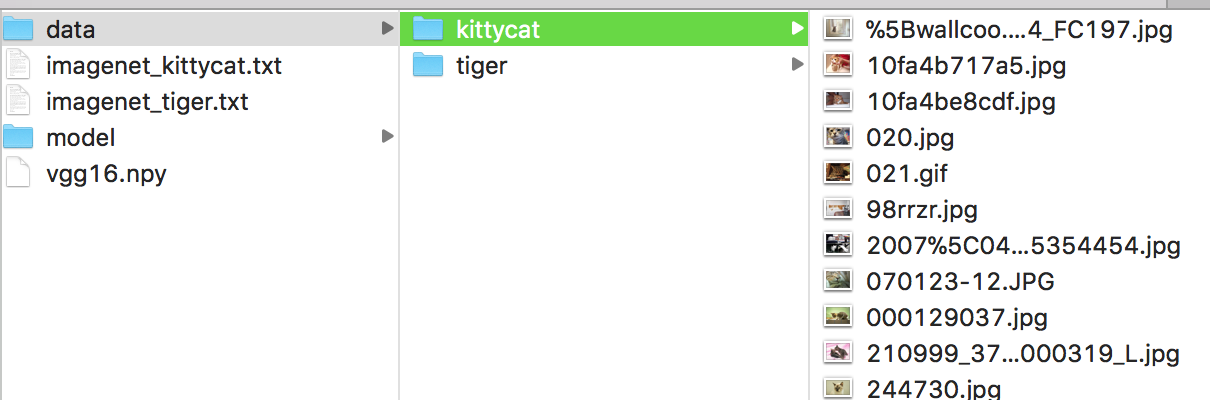 data
imagenet_kittycat.txt
imagenet_tiger.txt
model
vgg16.npy
kittycat
tiger
%5Bwallcoo....4_FC197.jpg
10fa4b717a5.jpg
10fa4be8cdf.jpg
020.jpg
021.gif
98rrzr.jpg
2007%5C04...5354454.jpg
070123-12.JPG
000129037.jpg
210999_37...000319_L.jpg
244730.jpg